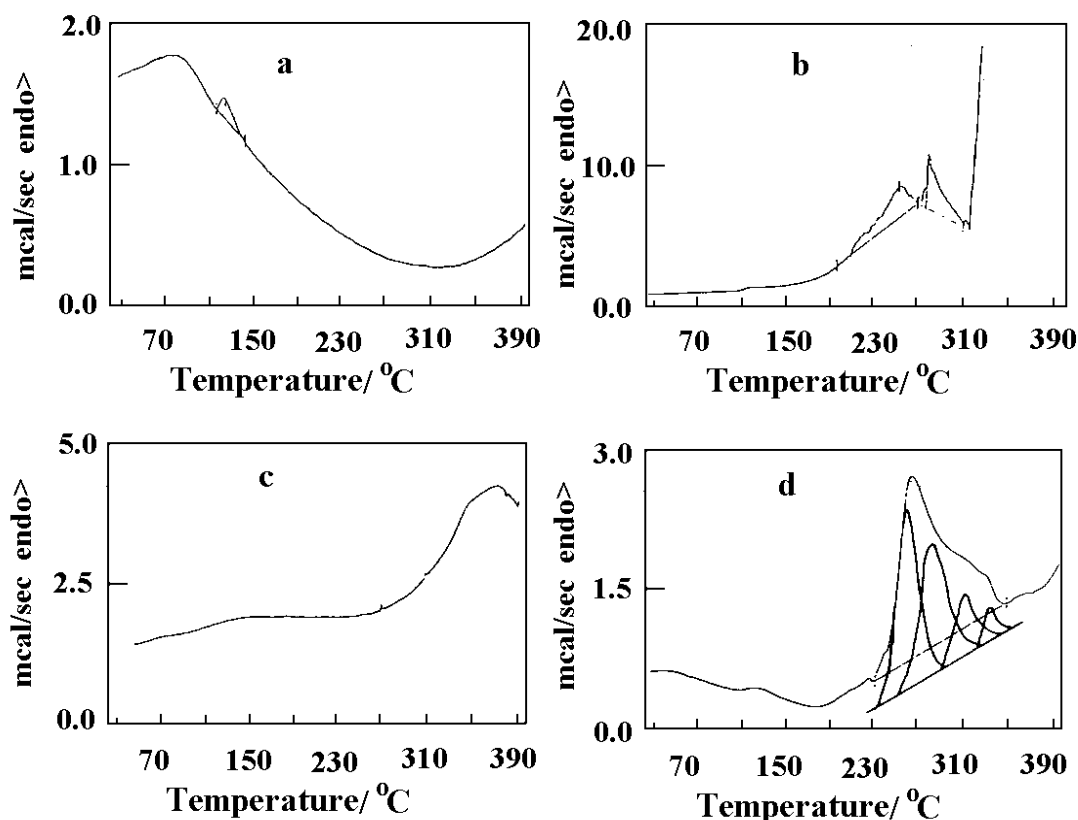 2.0
a
1.0
0.0
mcal/sec endo>
70 150 230 310 390
Temperature/ °C
20.0
b
10.0
0.0
mcal/sec endo>
70 150 230 310 390
Temperature/ °C
5.0
c
2.5
0.0
mcal/sec endo>
70 150 230 310 390
Temperature/ °C
3.0
d
1.5
0.0
mcal/sec endo>
70 150 230 310 390
Temperature/ °C